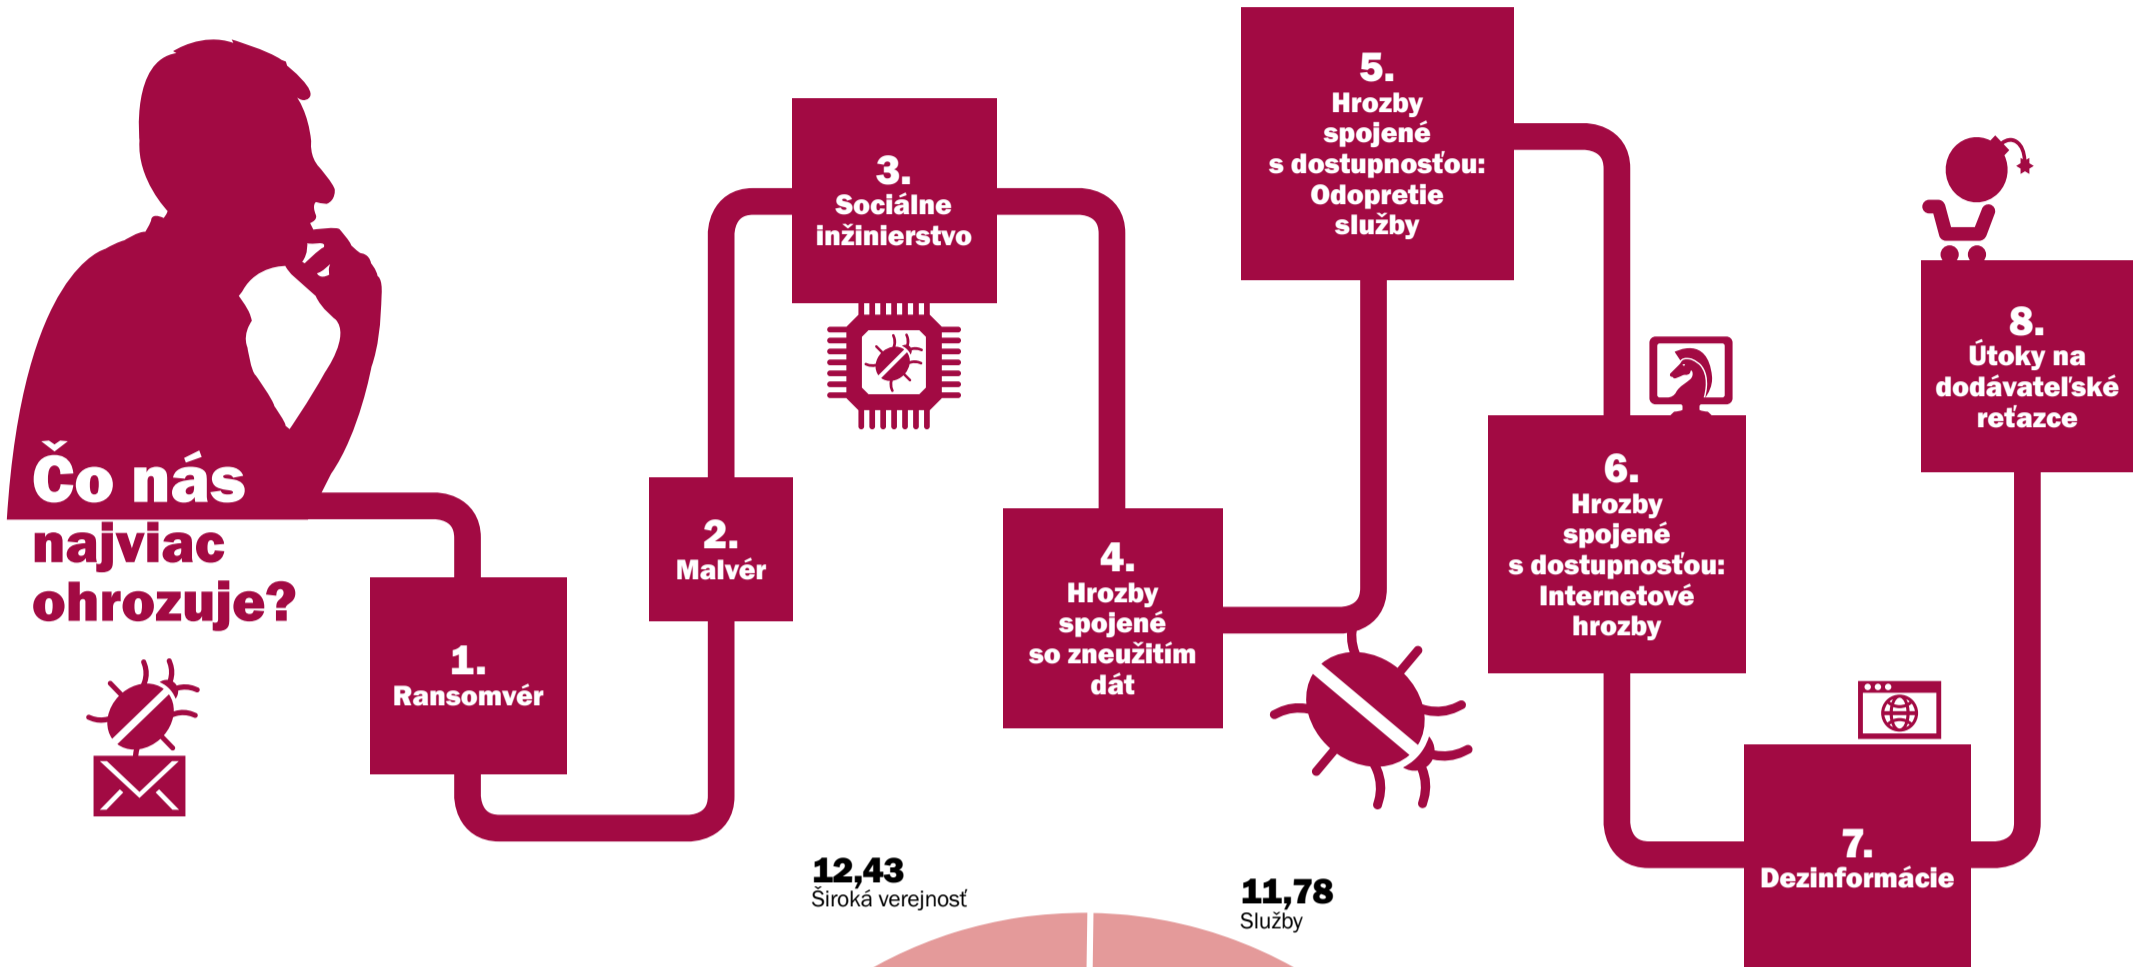 Čo nás
najviac
ohrozuje?
1.
Ransomvér
2.
Malvér
3.
Sociálne
inžinierstvo
4.
Hrozby
spojené
so zneužitím
dát
5.
Hrozby
spojené
s dostupnosťou:
Odopretie
služby
6.
Hrozby
spojené
s dostupnosťou:
Internetové
hrozby
7.
Dezinformácie
8.
Útoky na
dodávateľské
reťazce
12,43
Široká verejnosť
11,78
Služby